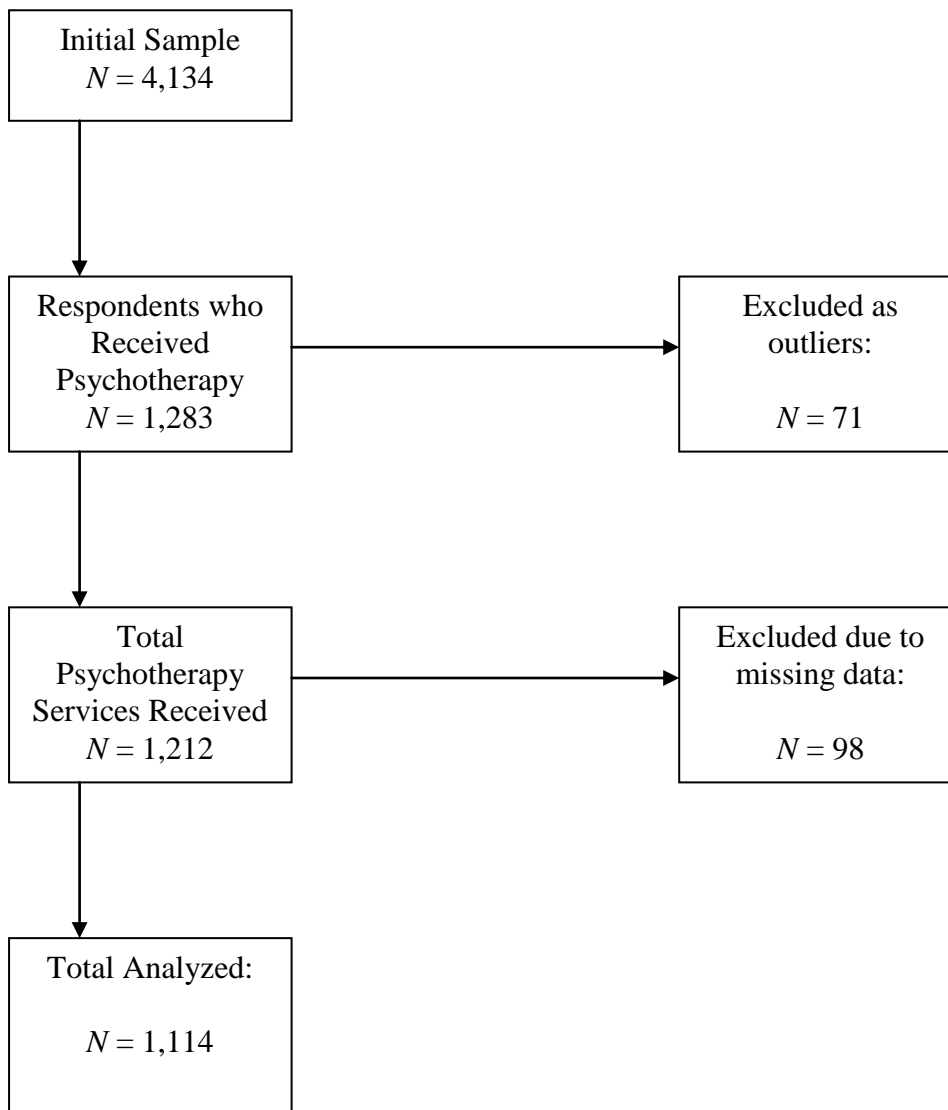 Initial Sample
N = 4,134
Respondents who
Received
Psychotherapy
N = 1,283
Excluded as
outliers:
N = 71
Total
Psychotherapy
Services Received
N = 1,212
Excluded due to
missing data:
N = 98
Total Analyzed:
N = 1,114